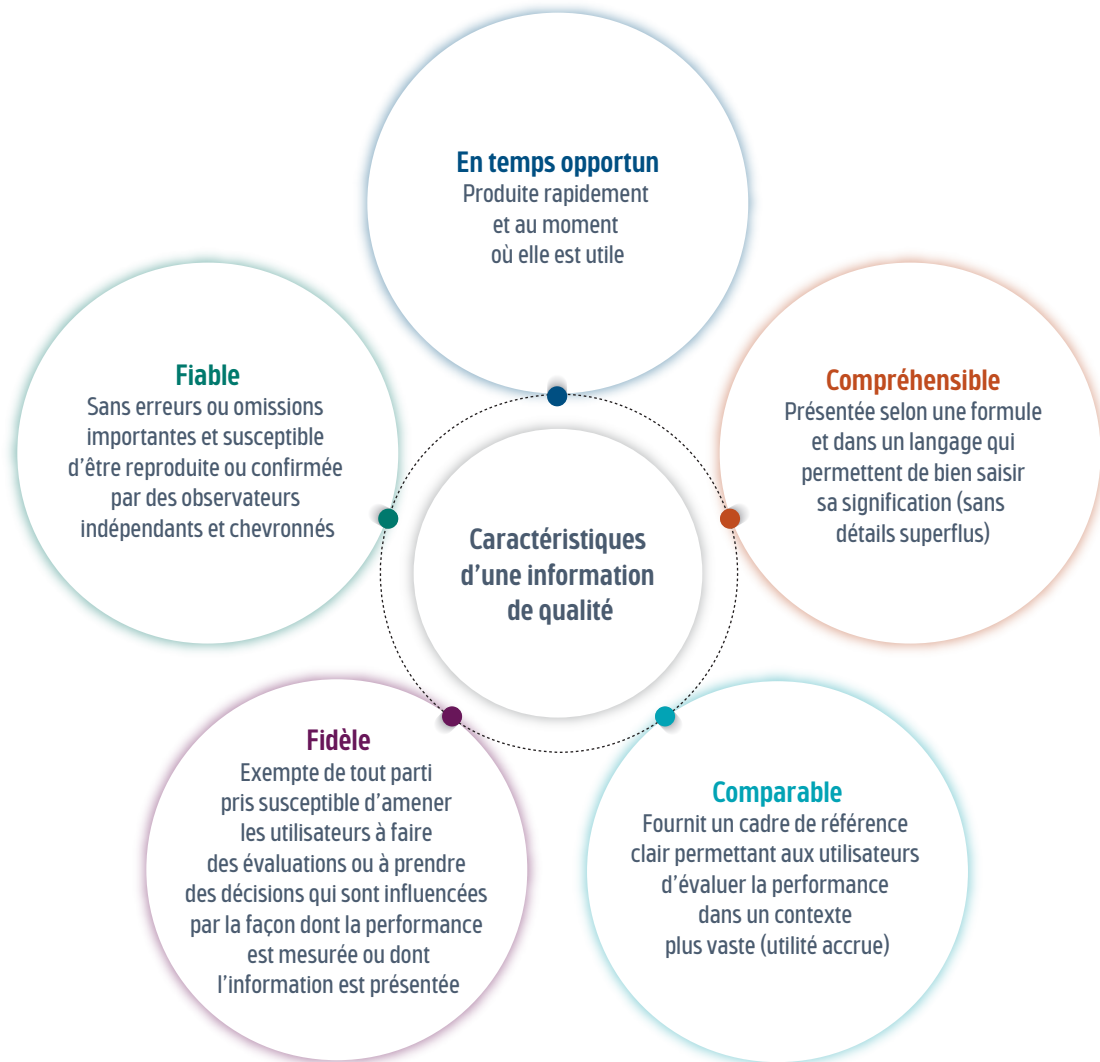 En temps opportun
Produite rapidement
et au moment
où elle est utile
Fiable
Sans erreurs ou omissions
importantes et susceptible
d'être reproduite ou confirmée
par des observateurs
indépendants et chevronnés
Compréhensible
Présentée selon une formule
et dans un langage qui
permettent de bien saisir
sa signification (sans
détails superflus)
Caractéristiques
d'une information
de qualité
Fidèle
Exempte de tout parti
pris susceptible d'amener
les utilisateurs à faire
des évaluations ou à prendre
des décisions qui sont influencées
par la façon dont la performance
est mesurée ou dont
l'information est présentée
Comparable
Fournit un cadre de référence
clair permettant aux utilisateurs
d'évaluer la performance
dans un contexte
plus vaste (utilité accrue)